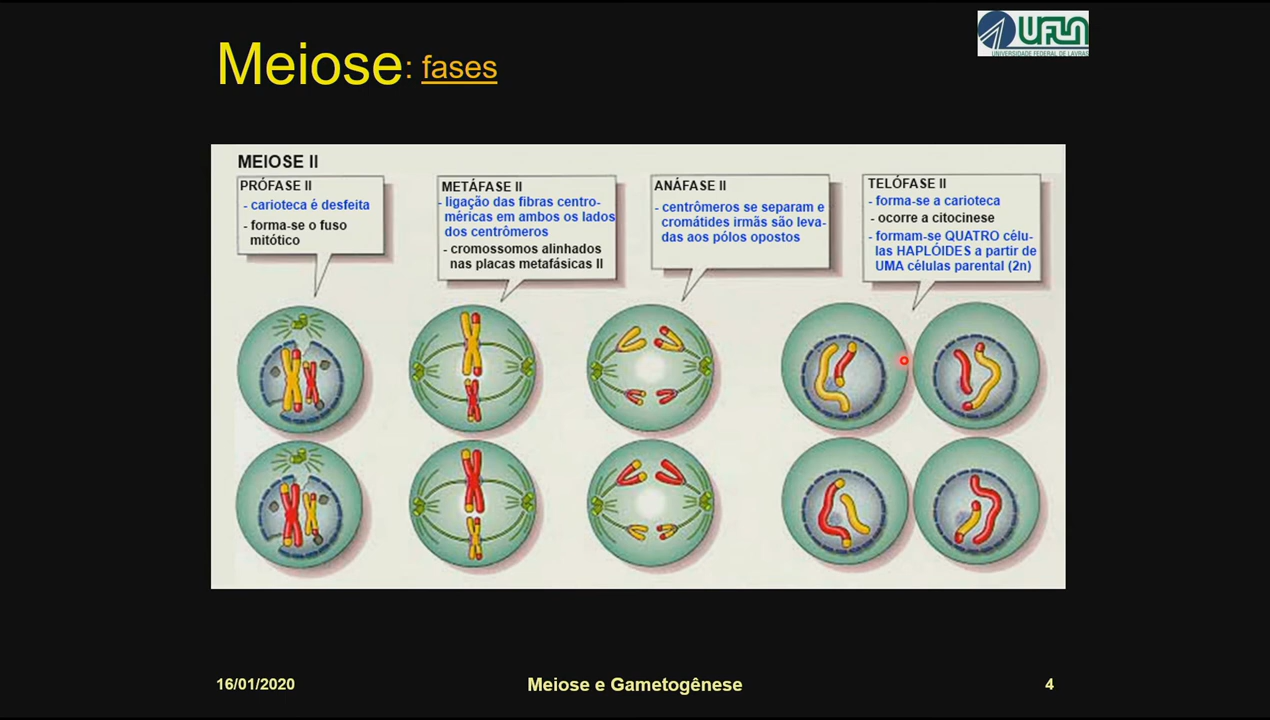 Meiose: fases
UFLA
UNIVERSIDADE FEDERAL DE LAVRAS
MEIOSE II
PRÓFASE II
- carioteca é desfeita
- forma-se o fuso
mitótico
METÁFASE II
- ligação das fibras centro-
méricas em ambos os lados
dos centrômeros
- cromossomos alinhados
nas placas metafásicas II
ANÁFASE II
- centrômeros se separam e
cromátides irmãs são leva-
das aos pólos opostos
TELÓFASE II
- forma-se a carioteca
- ocorre a citocinese
- formam-se QUATRO célu-
las HAPLÓIDES a partir de
UMA células parental (2n)
16/01/2020
Meiose e Gametogênese
4